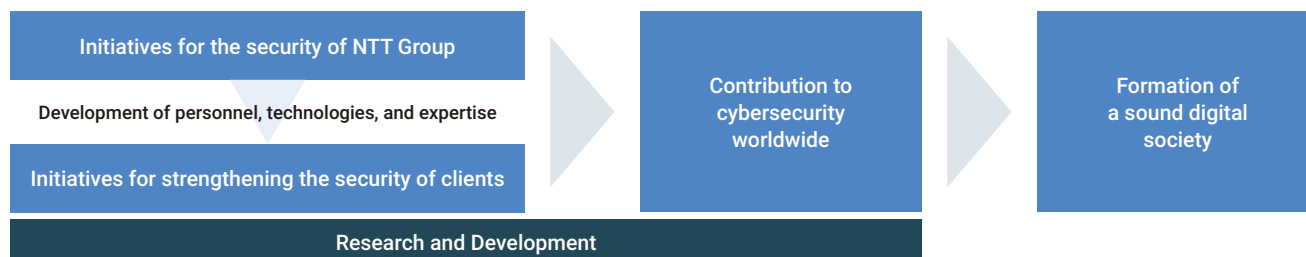 Initiatives for the security of NTT Group
Development of personnel, technologies, and expertise
Initiatives for strengthening the security of clients
Contribution to
cybersecurity
worldwide
Formation of
a sound digital
society
Research and Development